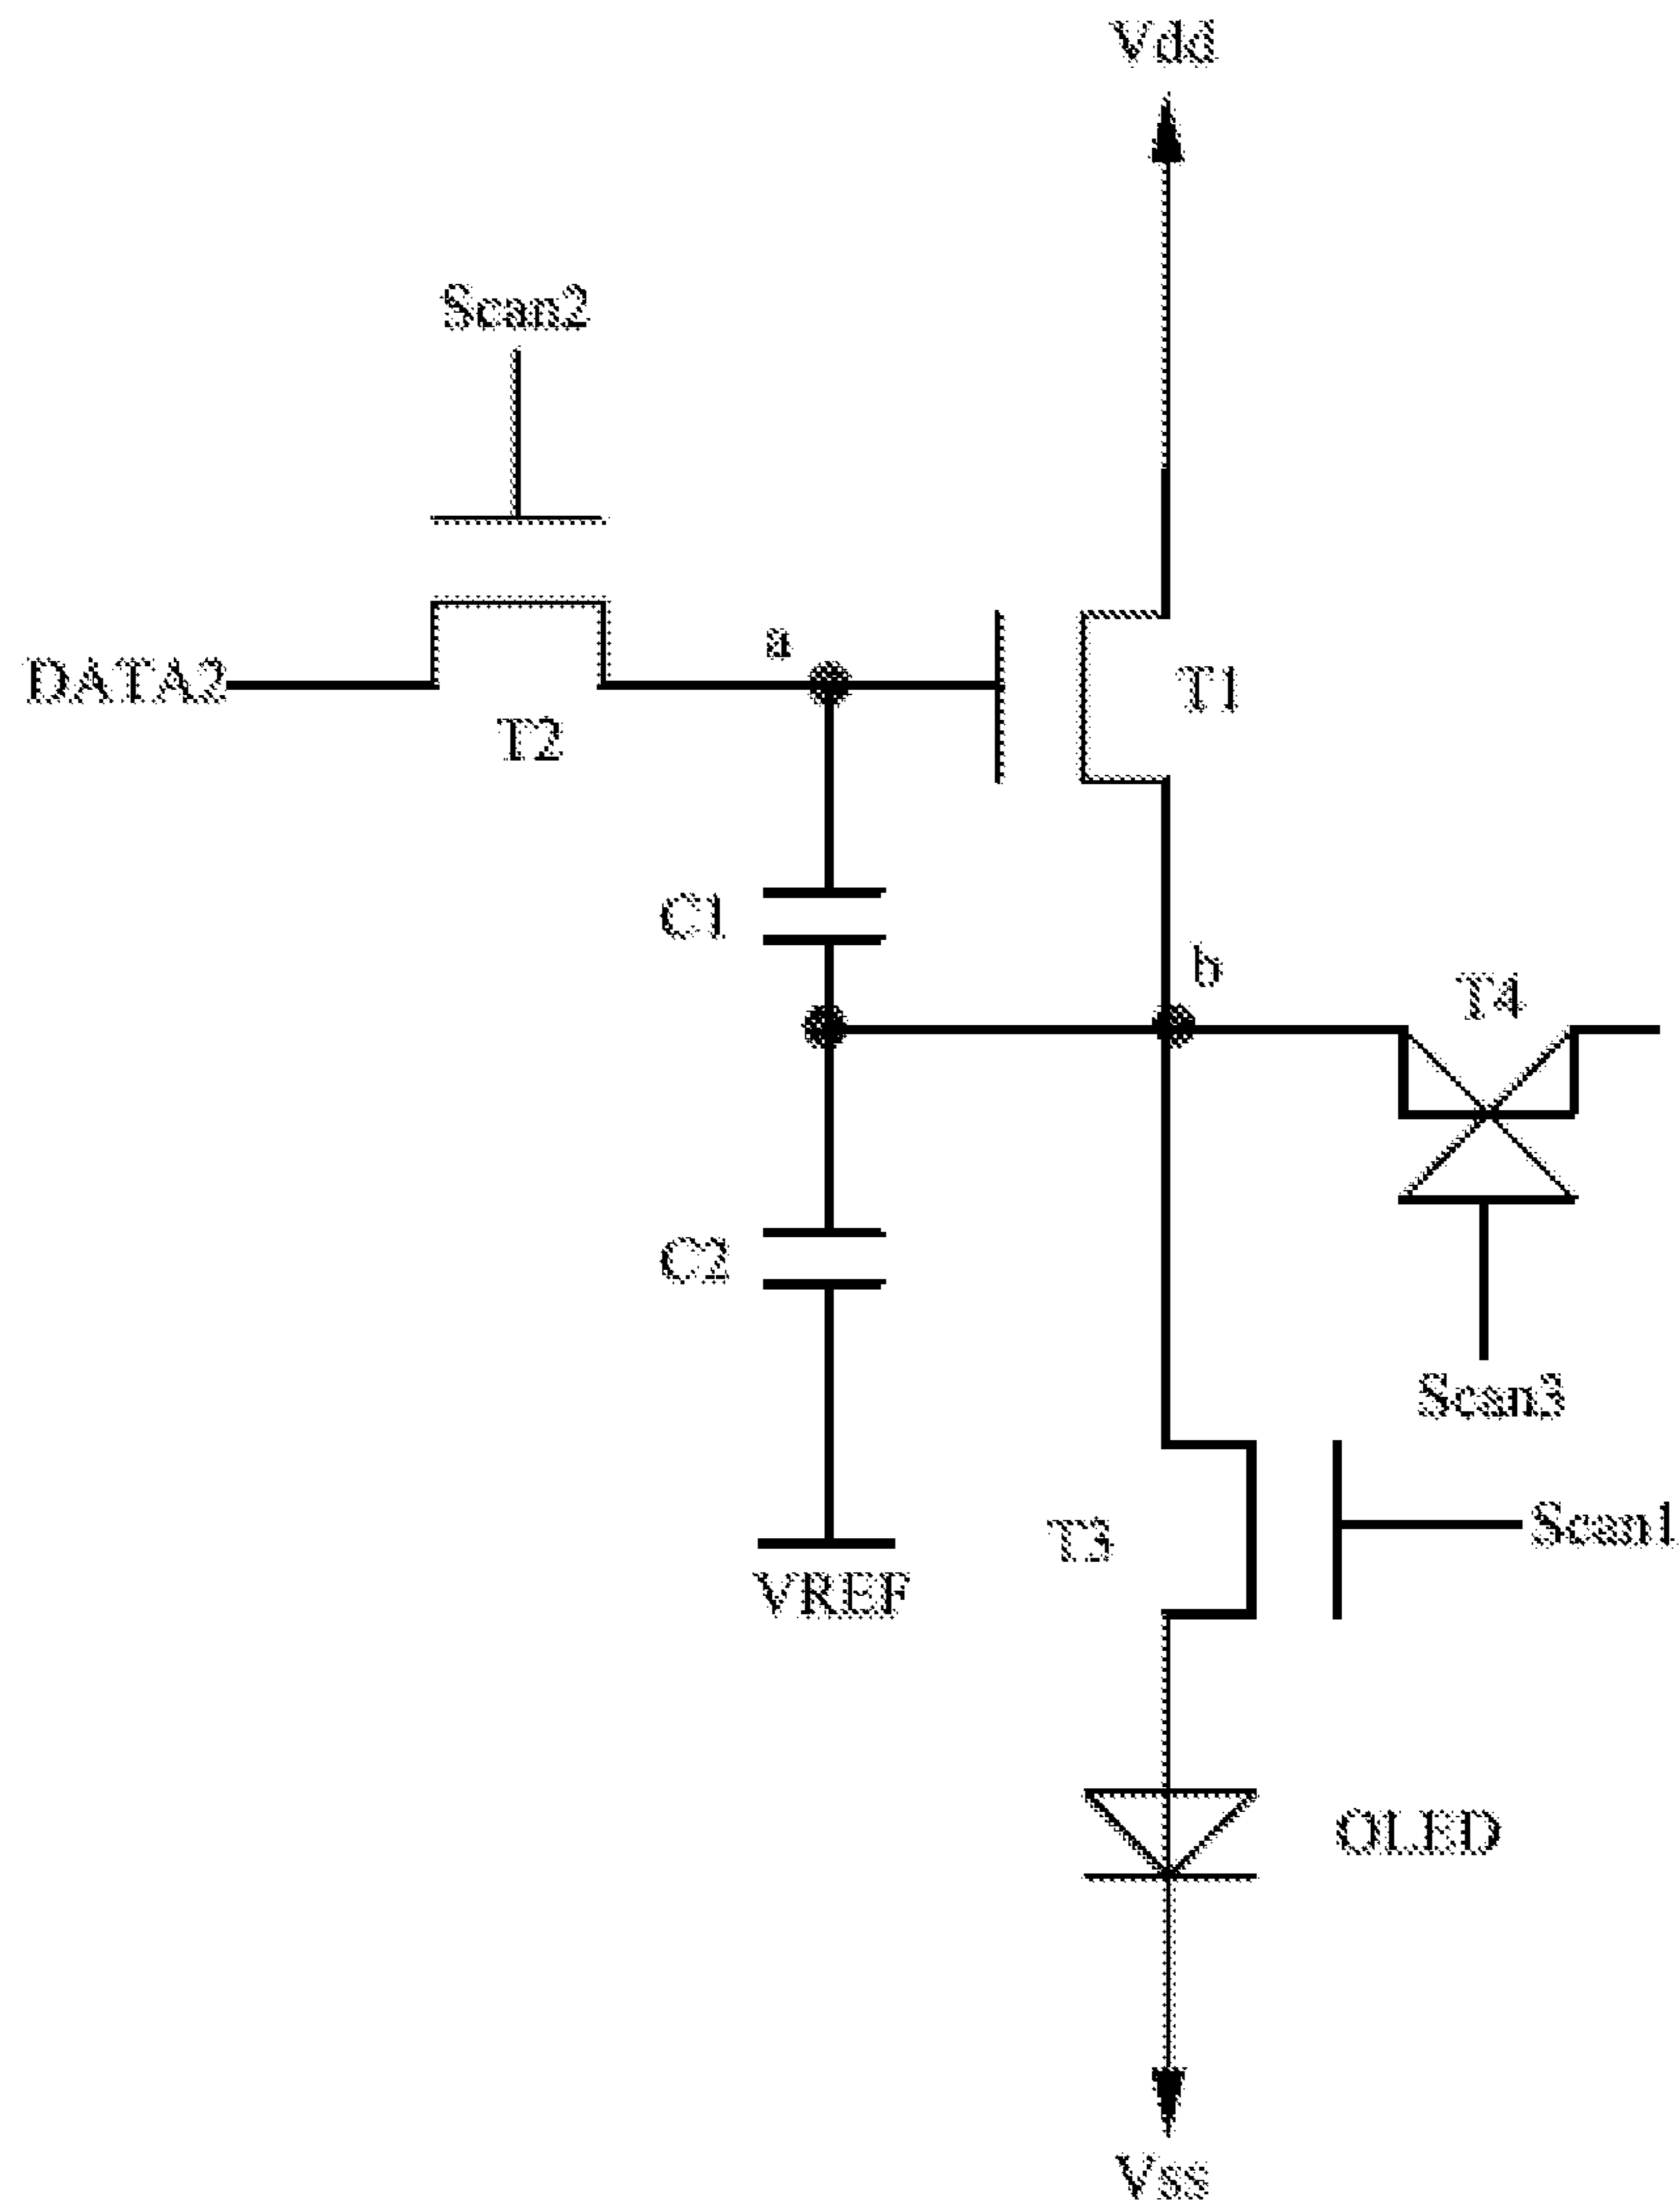 Vdd
Scan2
a
DATA2
T1
T2
C1
b
T4
C2
Scan3
T3
Scan1
VREF
OLED
Vss